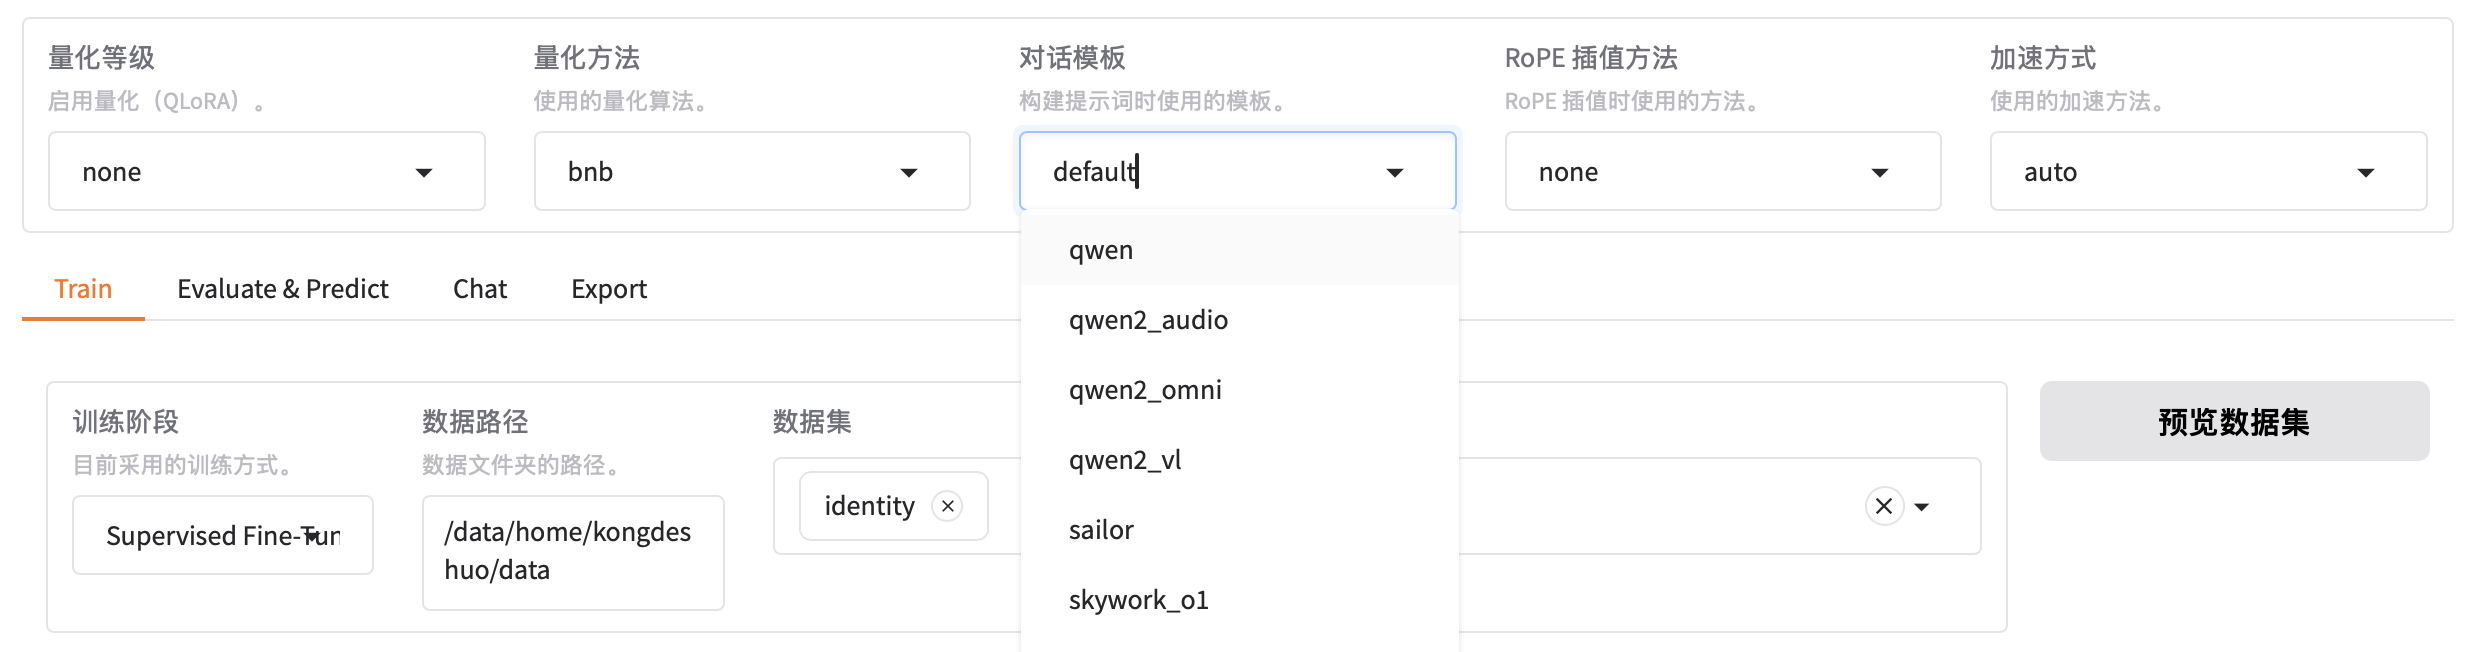 量化等级
启用量化（QLoRA）。
none
量化方法
使用的量化算法。
bnb
对话模板
构建提示词时使用的模板。
default
qwen
qwen2_audio
qwen2_omni
qwen2_vl
sailor
skywork_o1
RoPE 插值方法
RoPE 插值时使用的方法。
none
加速方式
使用的加速方法。
auto
Train
Evaluate & Predict
Chat
Export
训练阶段
目前采用的训练方式。
Supervised Fine-Tun
数据路径
数据文件夹的路径。
/data/home/kongdes
huo/data
数据集
identity
预览数据集